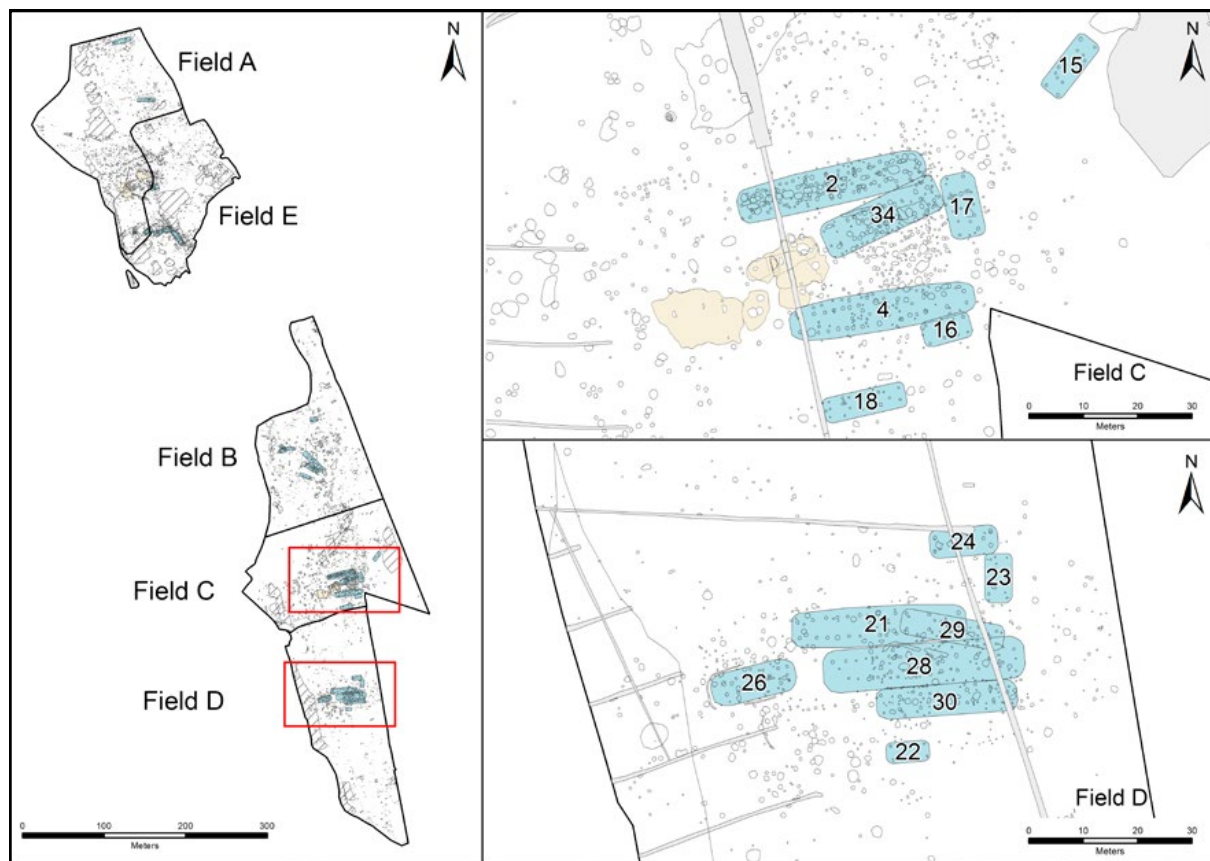 N
Field A
Field E
Field B
Field C
Field D
0 100 200 300
Meters
N
15
2
34
17
4
16
18
Field C
0 10 20 30
Meters
N
24
23
21
29
28
26
30
22
Field D
0 10 20 30
Meters